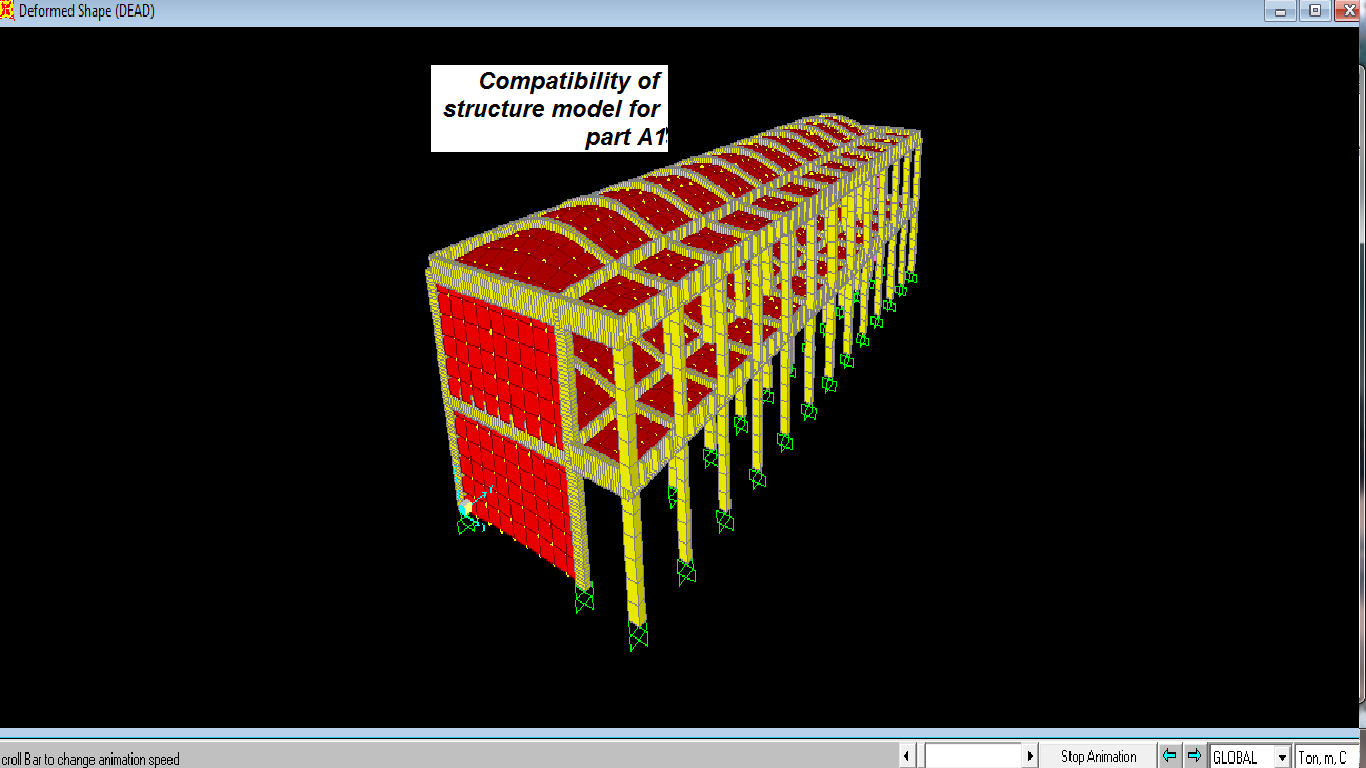 Deformed Shape (DEAD)
Compatibility of
structure model for
part A1
croll Bar to change animation speed
Stop Animation
GLOBAL
Ton, m, C